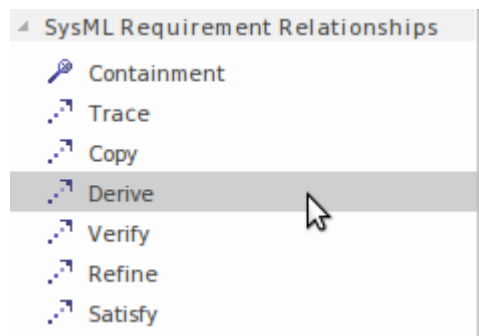 SysML Requirement Relationships
Containment
Trace
Copy
Derive
Verify
Refine
Satisfy